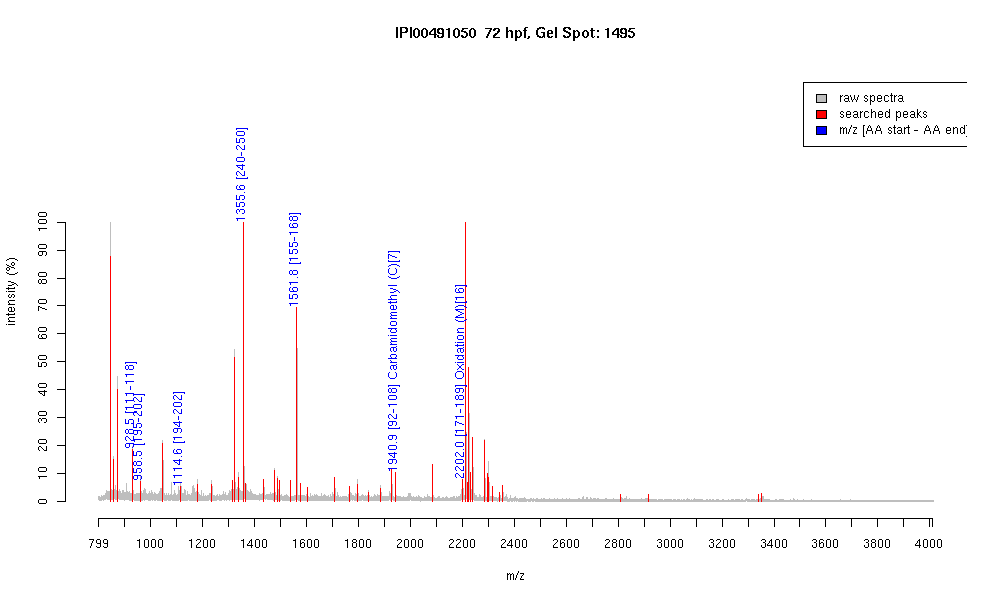 IPI00491050 72 hpf, Gel Spot: 1495
raw spectra
searched peaks
m/z [AA start - AA end]
intensity (%)
100
90
80
70
60
50
40
30
20
10
0
928.5 [111-118]
958.5 [195-202]
1114.6 [194-202]
1355.6 [240-250]
1561.8 [155-168]
1940.9 [92-108] Carbamidomethyl (C)[7]
2202.0 [171-189] Oxidation (M)[16]
799 1000 1200 1400 1600 1800 2000 2200 2400 2600 2800 3000 3200 3400 3600 3800 4000
m/z